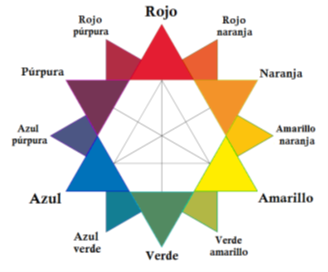 Rojo
Rojo
púrpura
Rojo
naranja
Púrpura
Naranja
Azul
púrpura
Amarillo
naranja
Azul
Amarillo
Azul
verde
Verde
amarillo
Verde